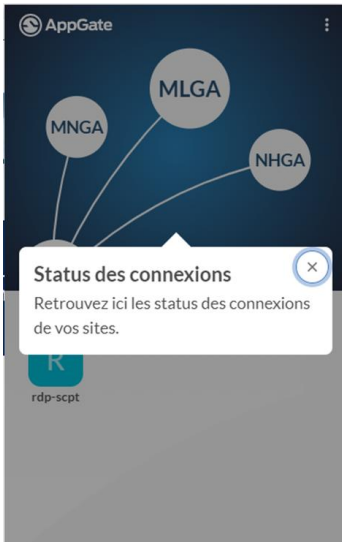 AppGate
MLGA
MNGA
NHGA
Status des connexions
Retrouvez ici les status des connexions
de vos sites.
R
rdp-scpt